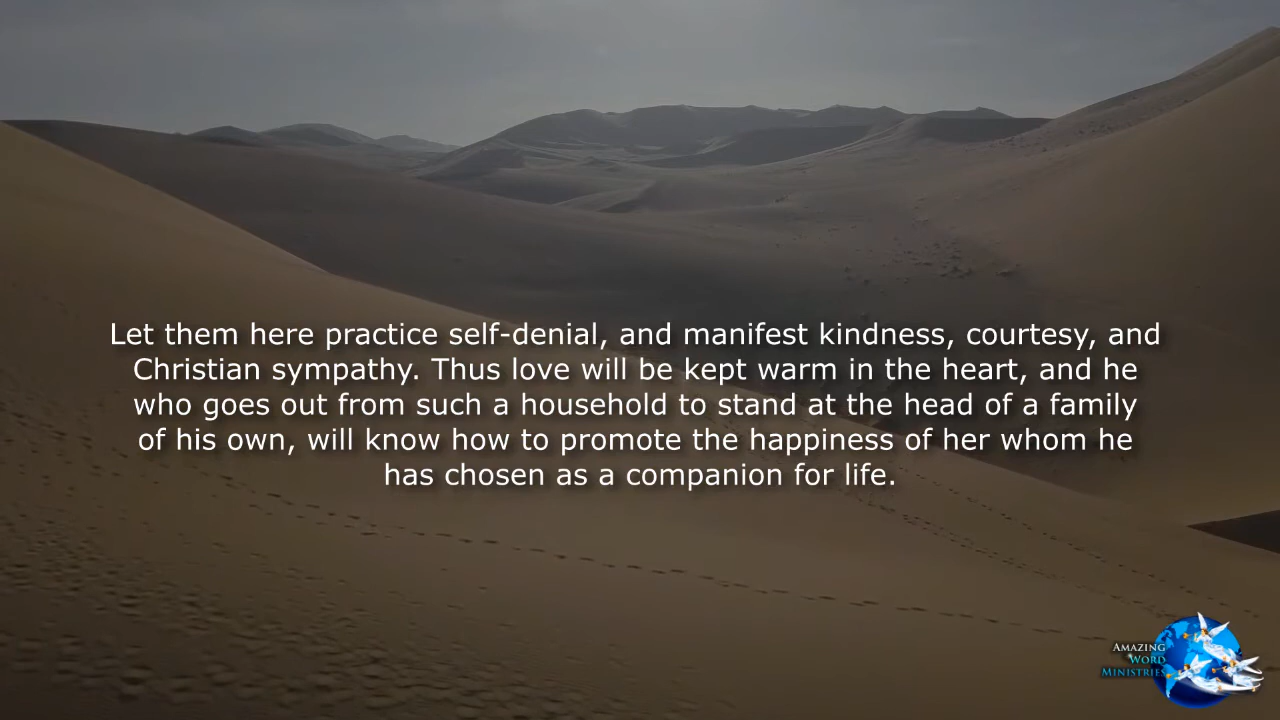 Let them here practice self-denial, and manifest kindness, courtesy, and
Christian sympathy. Thus love will be kept warm in the heart, and he
who goes out from such a household to stand at the head of a family
of his own, will know how to promote the happiness of her whom he
has chosen as a companion for life.
Amazing
Word
Ministries